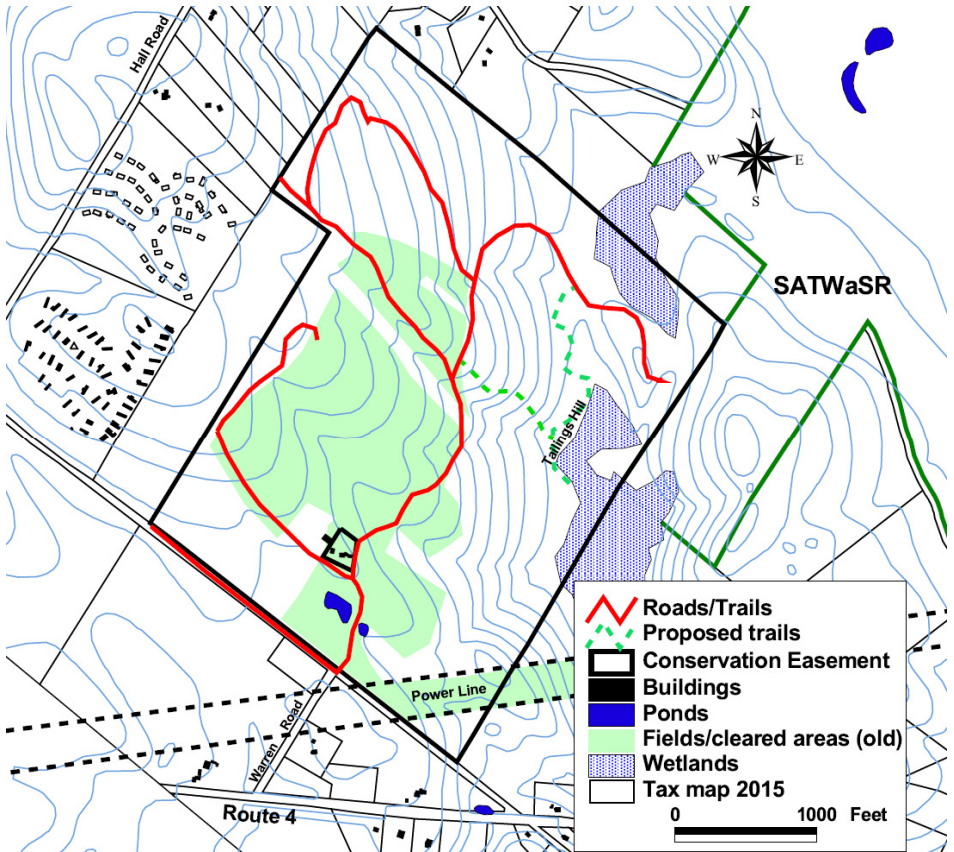 Hall Road
N
W E
S
SATWaSR
Tallings Hill
Power Line
Warren Road
Route 4
Roads/Trails
Proposed trails
Conservation Easement
Buildings
Ponds
Fields/cleared areas (old)
Wetlands
Tax map 2015
0 1000 Feet